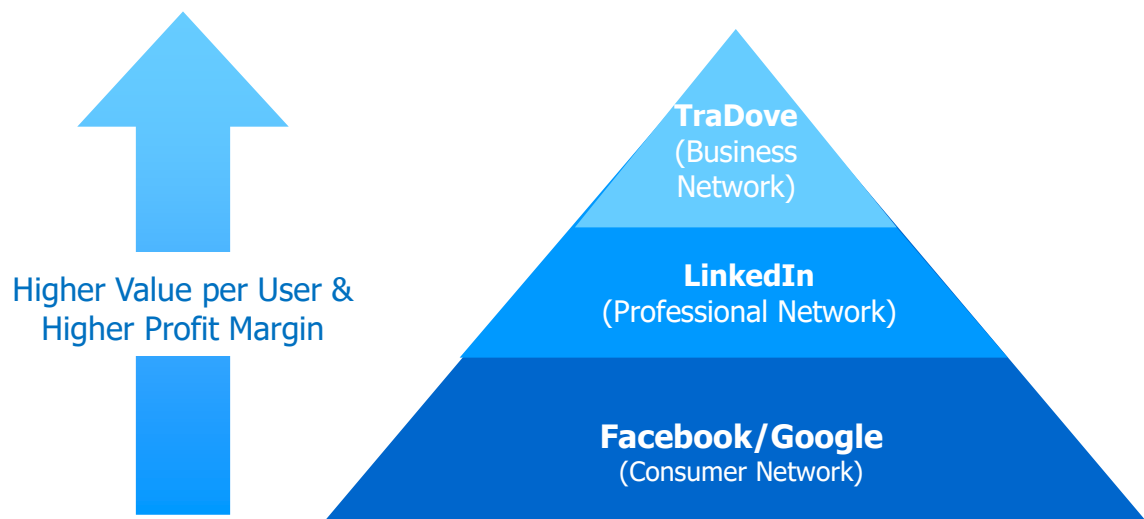 TraDove
(Business
Network)
Higher Value per User &
Higher Profit Margin
LinkedIn
(Professional Network)
Facebook/Google
(Consumer Network)